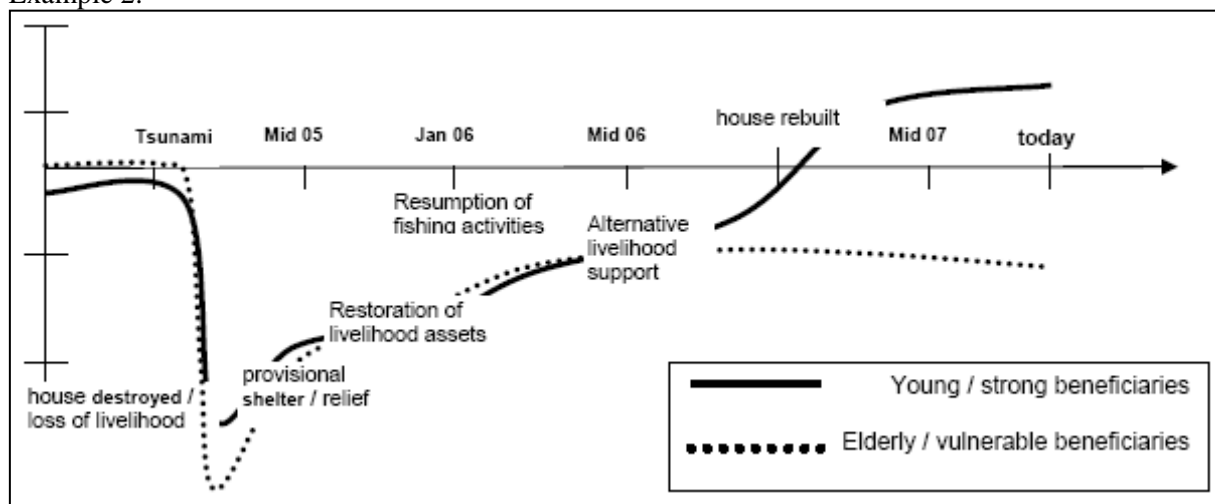 Example 2:
Tsunami
Mid 05
Jan 06
Mid 06
house rebuilt
Mid 07
today
Resumption of
fishing activities
Alternative
livelihood
support
Restoration of
livelihood assets
provisional
shelter / relief
house destroyed /
loss of livelihood
Young / strong beneficiaries
Elderly / vulnerable beneficiaries